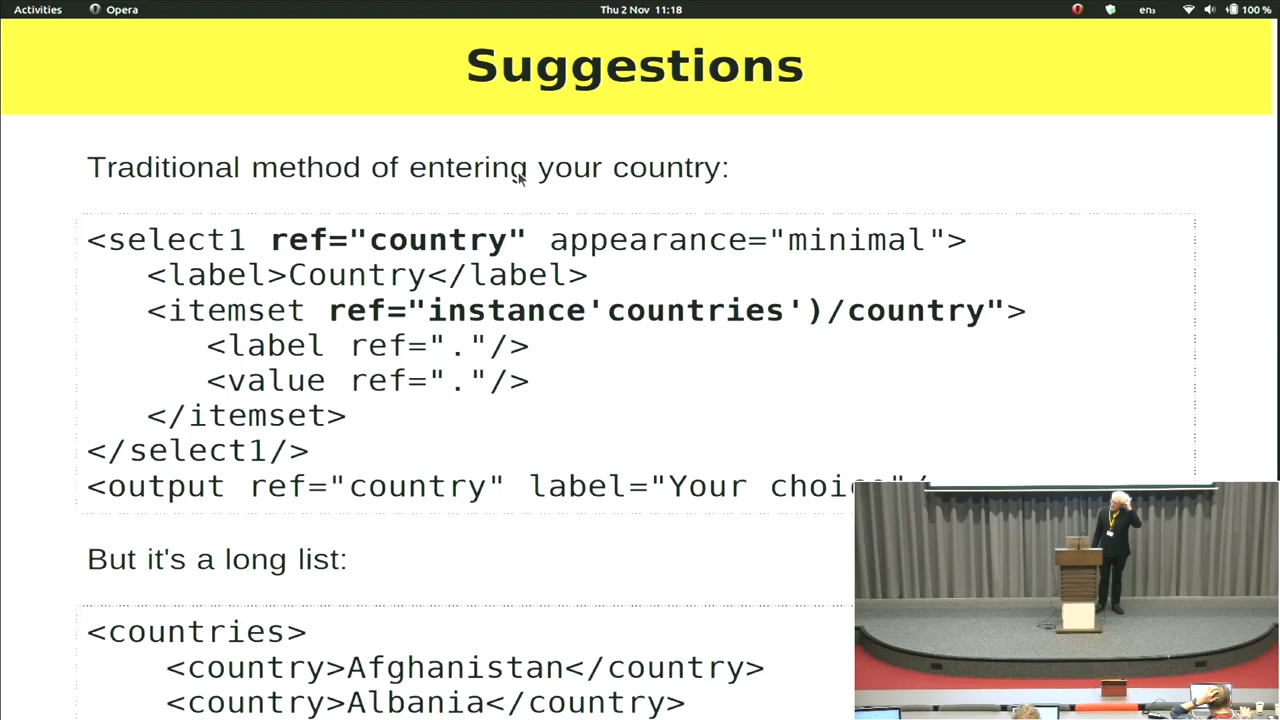 Activities Opera Thu 2 Nov 11:18 en₃ 100 %
Suggestions
Traditional method of entering your country:
<select1 ref="country" appearance="minimal">
<label>Country</label>
<itemset ref="instance'countries')/country">
<label ref="."/>
<value ref="."/>
</itemset>
</select1/>
<output ref="country" label="Your choice"/
But it's a long list:
<countries>
<country>Afghanistan</country>
<country>Albania</country>